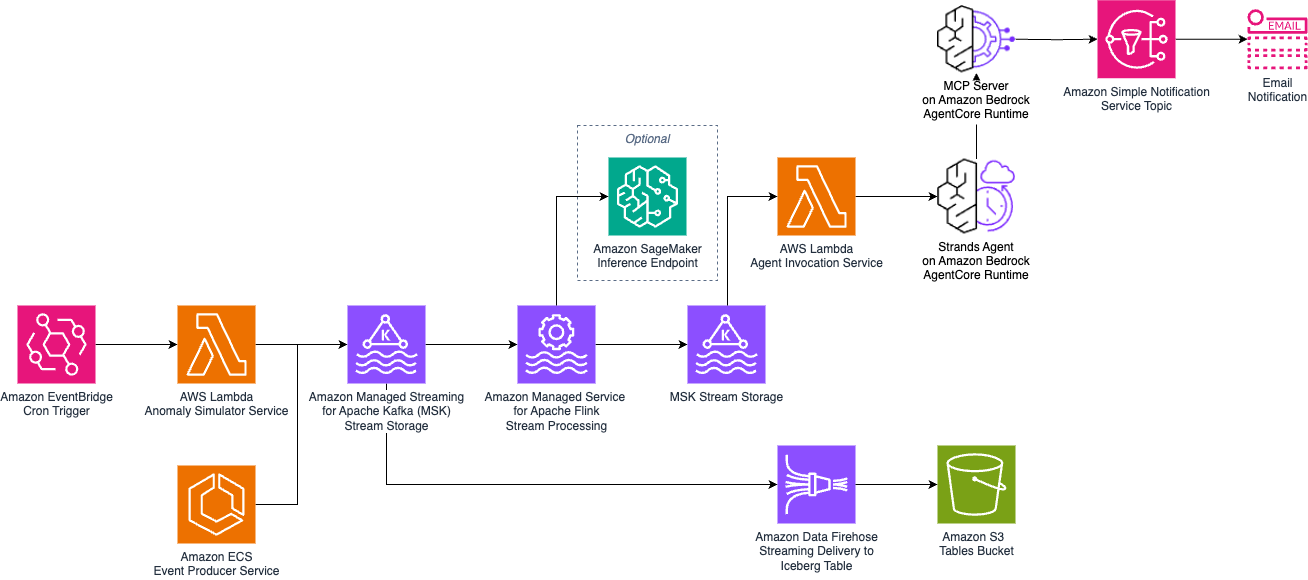 EMAIL
Email
Notification
MCP Server
on Amazon Bedrock
AgentCore Runtime
Amazon Simple Notification
Service Topic
Optional
Amazon SageMaker
Inference Endpoint
AWS Lambda
Agent Invocation Service
Strands Agent
on Amazon Bedrock
AgentCore Runtime
K
K
Amazon EventBridge
Cron Trigger
AWS Lambda
Anomaly Simulator Service
Amazon Managed Streaming
for Apache Kafka (MSK)
Stream Storage
Amazon Managed Service
for Apache Flink
Stream Processing
MSK Stream Storage
Amazon ECS
Event Producer Service
Amazon Data Firehose
Streaming Delivery to
Iceberg Table
Amazon S3
Tables Bucket